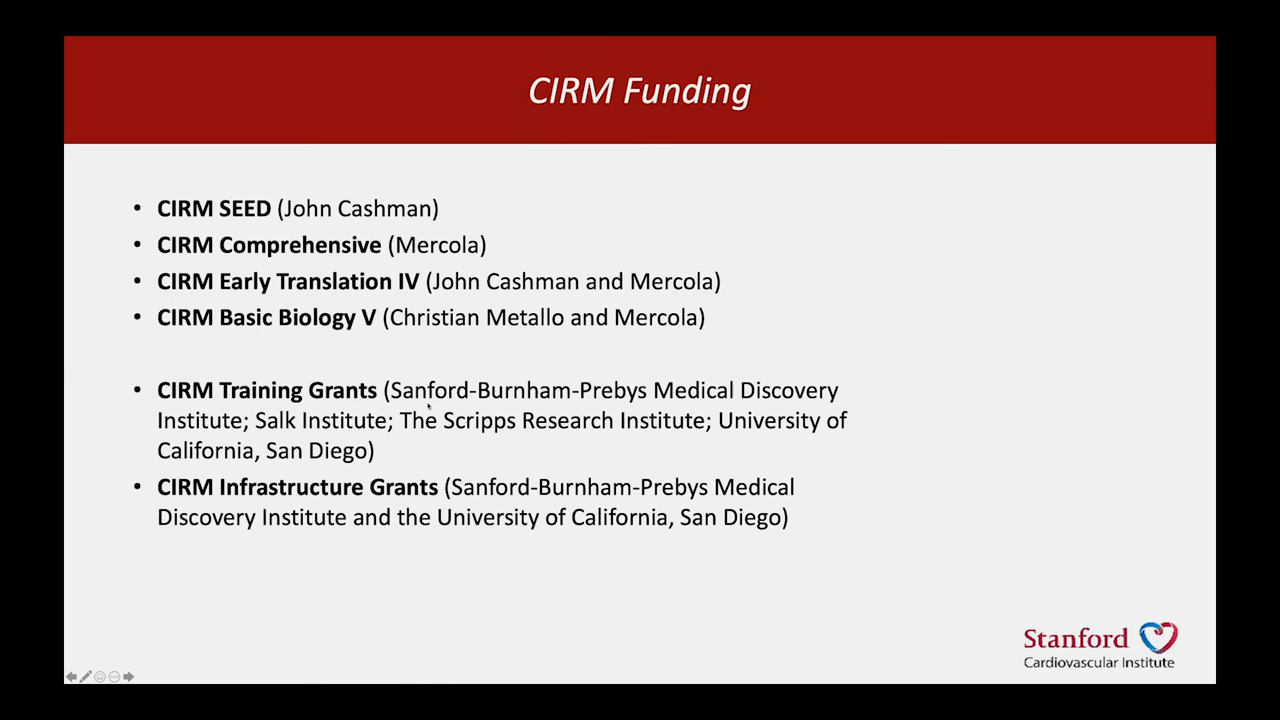 CIRM Funding
• CIRM SEED (John Cashman)
• CIRM Comprehensive (Mercola)
• CIRM Early Translation IV (John Cashman and Mercola)
• CIRM Basic Biology V (Christian Metallo and Mercola)
• CIRM Training Grants (Sanford-Burnham-Prebys Medical Discovery
Institute; Salk Institute; The Scripps Research Institute; University of
California, San Diego)
• CIRM Infrastructure Grants (Sanford-Burnham-Prebys Medical
Discovery Institute and the University of California, San Diego)
Stanford
Cardiovascular Institute